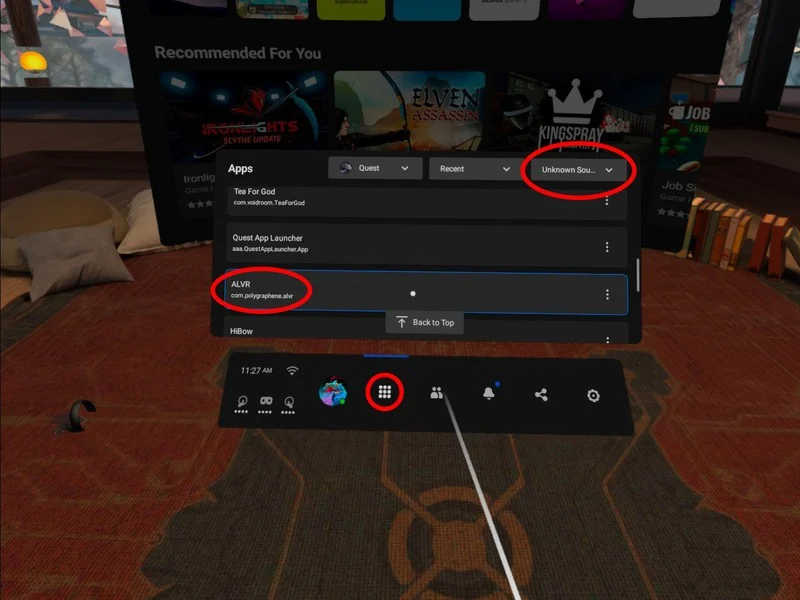 Recommended For You
IRONLIGHTS
SCYTHE UPDATE
ELVEN
ASSASSIN
KINGSPRAY
JOB
Ironlig
Game
Job Si
Game
Apps
Quest
Recent
Unknown Sou...
Tea For God
com.voidroom.TeaForGod
Quest App Launcher
aaa.QuestAppLauncher.App
ALVR
com.polygraphene.alvr
HiBow
Back to Top
11:27 AM